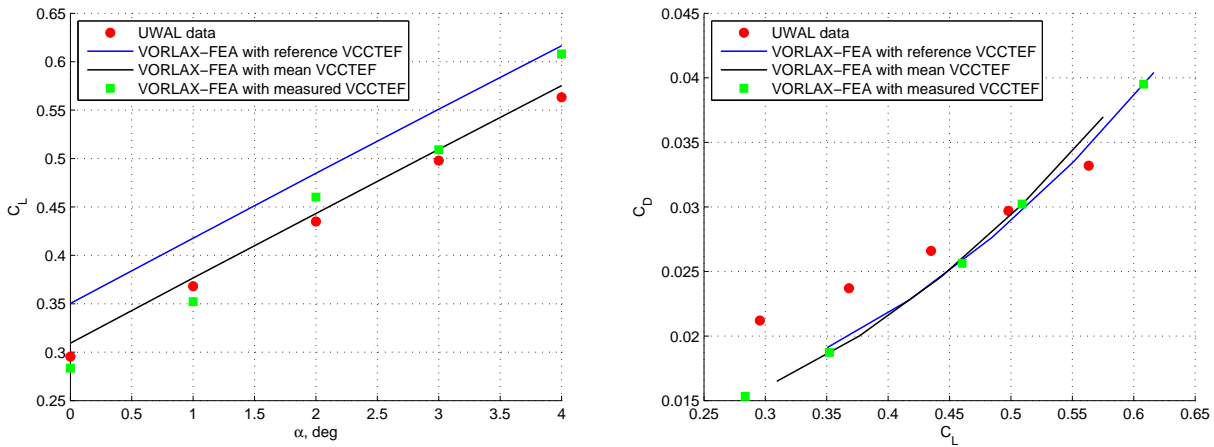 UWAL data
VORLAX−FEA with reference VCCTEF
VORLAX−FEA with mean VCCTEF
VORLAX−FEA with measured VCCTEF
0.65
0.6
0.55
0.5
0.45
0.4
0.35
0.3
0.25
C_L
0 0.5 1 1.5 2 2.5 3 3.5 4
α, deg
UWAL data
VORLAX−FEA with reference VCCTEF
VORLAX−FEA with mean VCCTEF
VORLAX−FEA with measured VCCTEF
0.045
0.04
0.035
0.03
0.025
0.02
0.015
C_D
0.25 0.3 0.35 0.4 0.45 0.5 0.55 0.6 0.65
C_L